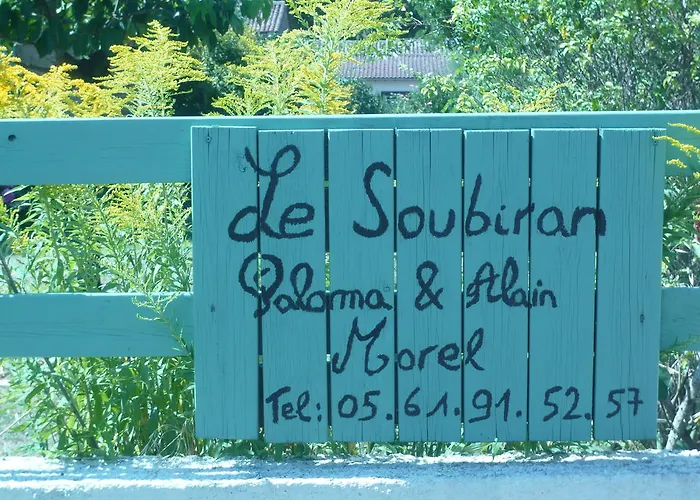 Le Soubiran
Paloma & Alain
Morel
Tel: 05.61.91.52.57